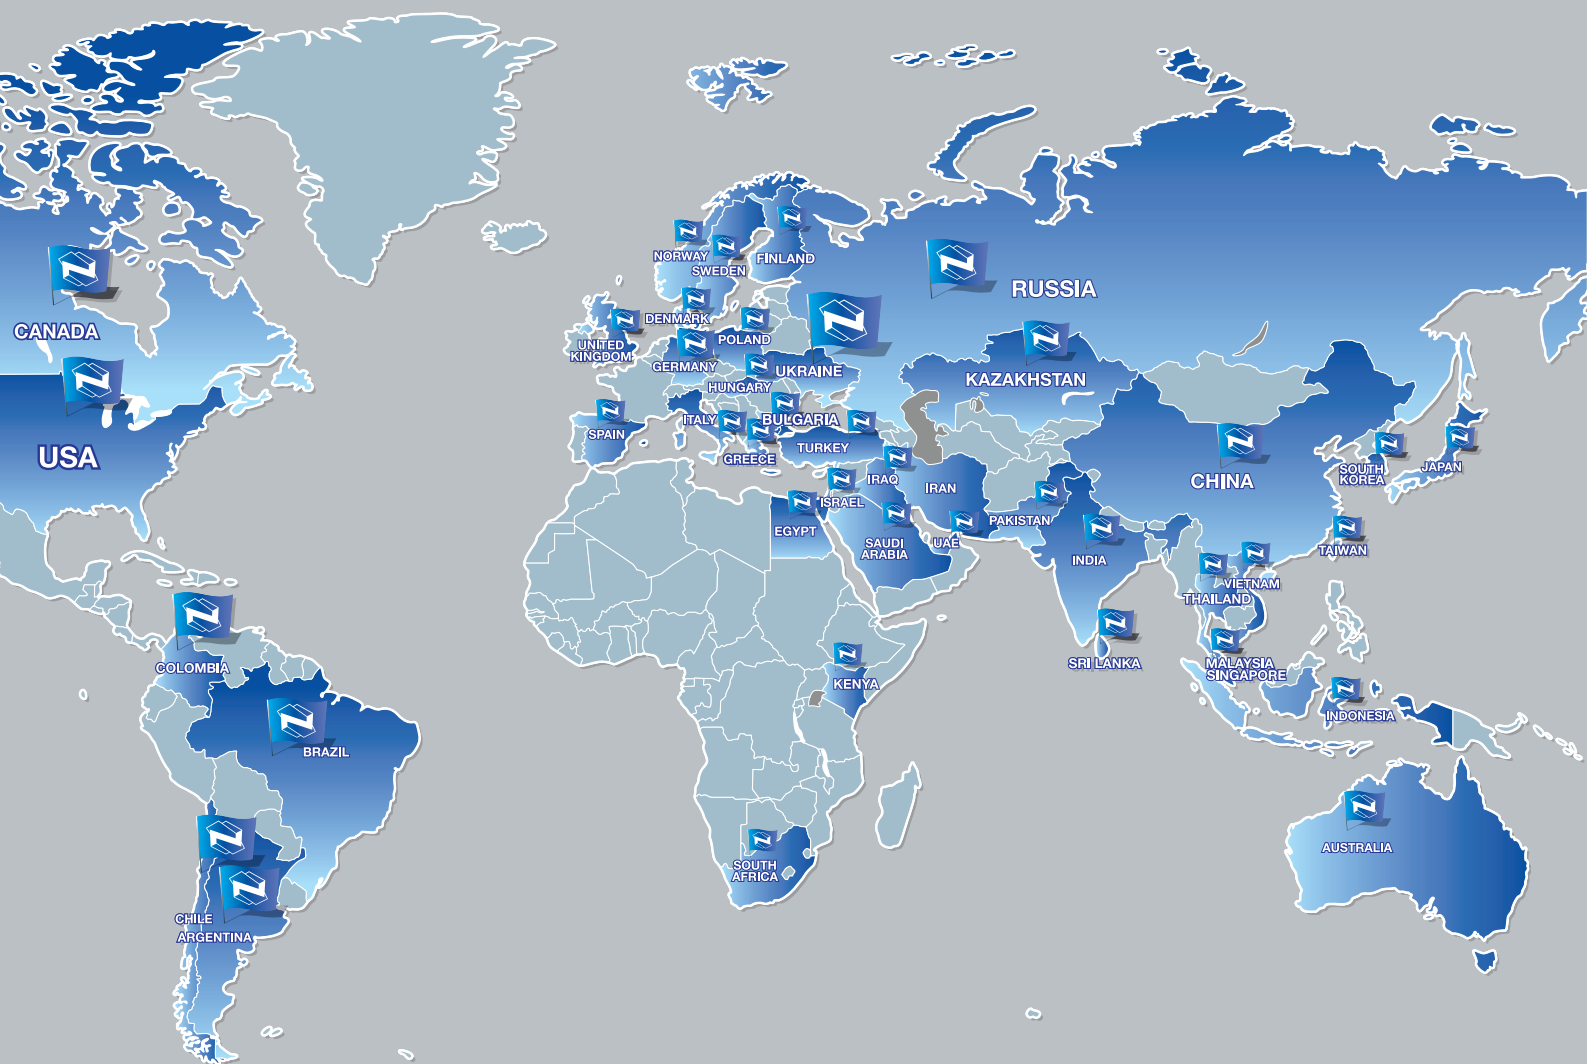 CANADA
USA
COLOMBIA
BRAZIL
CHILE
ARGENTINA
NORWAY
SWEDEN
FINLAND
DENMARK
UNITED
KINGDOM
POLAND
GERMANY
HUNGARY
UKRAINE
RUSSIA
KAZAKHSTAN
SPAIN
ITALY
BULGARIA
GREECE
TURKEY
ISRAEL
IRAQ
IRAN
EGYPT
SAUDI
ARABIA
UAE
PAKISTAN
INDIA
SRI LANKA
CHINA
SOUTH
KOREA
JAPAN
TAIWAN
VIETNAM
THAILAND
MALAYSIA
SINGAPORE
INDONESIA
KENYA
SOUTH
AFRICA
AUSTRALIA